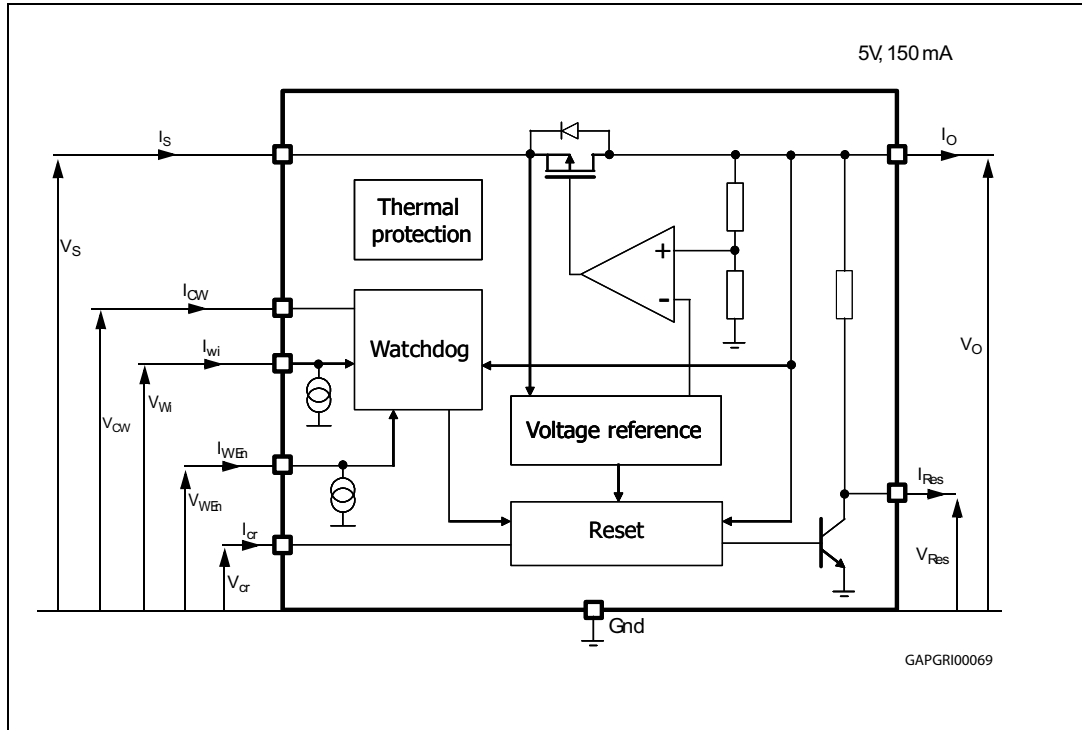 5V, 150 mA
I_S
I_O
Thermal
protection
+
-
V_S
I_CW
Watchdog
I_wi
V_O
V_Wi
V_CW
Voltage reference
I_WEn
I_Res
V_WEn
Reset
I_cr
V_Res
V_cr
Gnd
GAPGRI00069